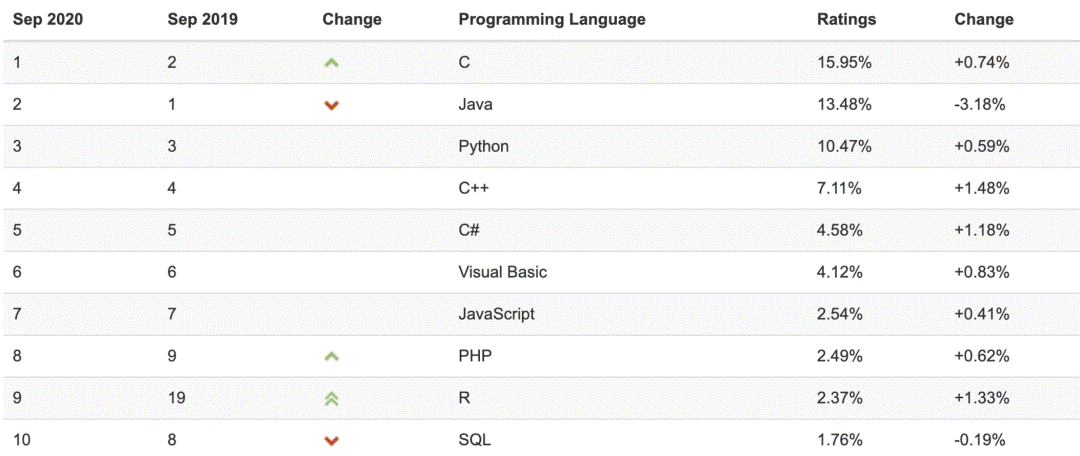 Sep 2020 Sep 2019 Change Programming Language Ratings Change
1 2 C 15.95% +0.74%
2 1 Java 13.48% -3.18%
3 3 Python 10.47% +0.59%
4 4 C++ 7.11% +1.48%
5 5 C# 4.58% +1.18%
6 6 Visual Basic 4.12% +0.83%
7 7 JavaScript 2.54% +0.41%
8 9 PHP 2.49% +0.62%
9 19 R 2.37% +1.33%
10 8 SQL 1.76% -0.19%